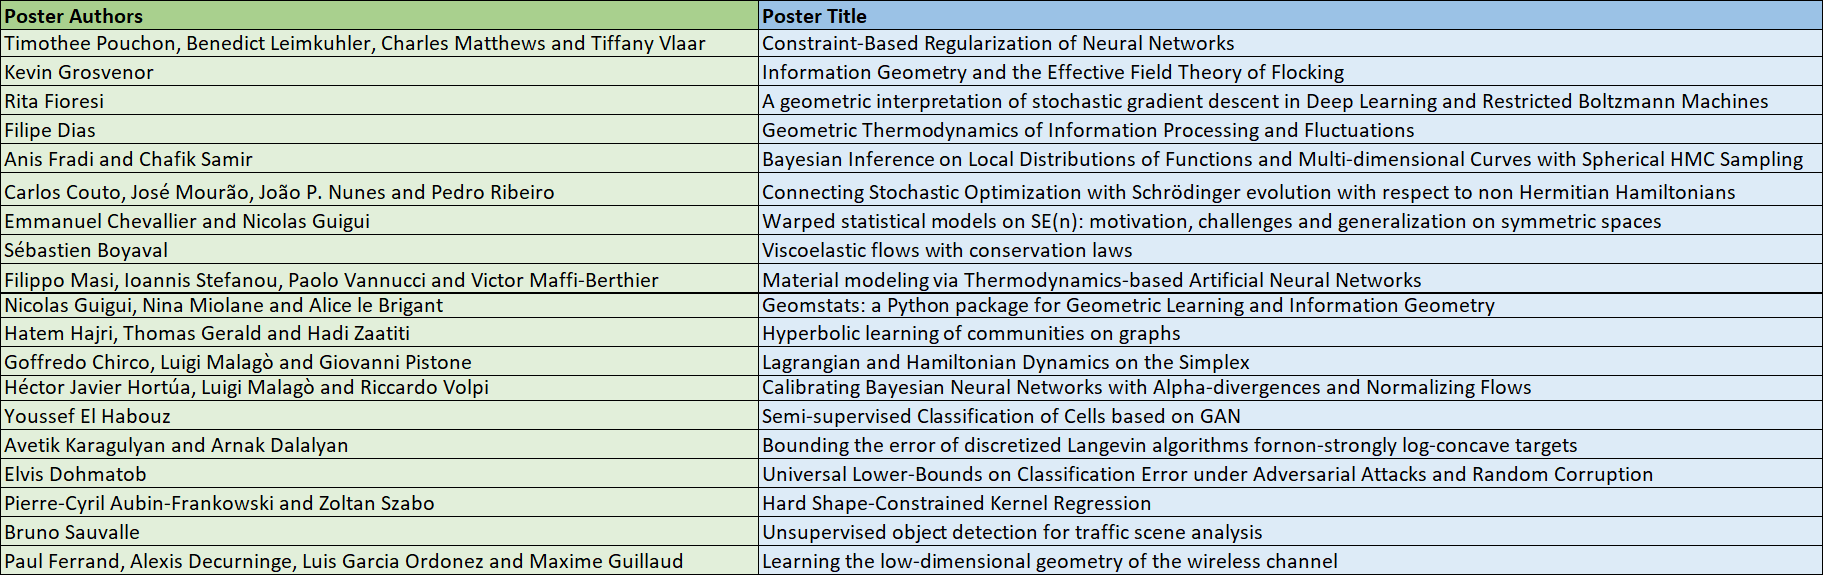 Poster Authors Poster Title
Timothee Pouchon, Benedict Leimkuhler, Charles Matthews and Tiffany Vlaar Constraint-Based Regularization of Neural Networks
Kevin Grosvenor Information Geometry and the Effective Field Theory of Flocking
Rita Fioresi A geometric interpretation of stochastic gradient descent in Deep Learning and Restricted Boltzmann Machines
Filipe Dias Geometric Thermodynamics of Information Processing and Fluctuations
Anis Fradi and Chafik Samir Bayesian Inference on Local Distributions of Functions and Multi-dimensional Curves with Spherical HMC Sampling
Carlos Couto, José Mourão, João P. Nunes and Pedro Ribeiro Connecting Stochastic Optimization with Schrödinger evolution with respect to non Hermitian Hamiltonians
Emmanuel Chevallier and Nicolas Guigui Warped statistical models on SE(n): motivation, challenges and generalization on symmetric spaces
Sébastien Boyaval Viscoelastic flows with conservation laws
Filippo Masi, Ioannis Stefanou, Paolo Vannucci and Victor Maffi-Berthier Material modeling via Thermodynamics-based Artificial Neural Networks
Nicolas Guigui, Nina Miolane and Alice le Brigant Geomstats: a Python package for Geometric Learning and Information Geometry
Hatem Hajri, Thomas Gerald and Hadi Zaatiti Hyperbolic learning of communities on graphs
Goffredo Chirco, Luigi Malagò and Giovanni Pistone Lagrangian and Hamiltonian Dynamics on the Simplex
Héctor Javier Hortúa, Luigi Malagò and Riccardo Volpi Calibrating Bayesian Neural Networks with Alpha-divergences and Normalizing Flows
Youssef El Habouz Semi-supervised Classification of Cells based on GAN
Avetik Karagulyan and Arnak Dalalyan Bounding the error of discretized Langevin algorithms fornon-strongly log-concave targets
Elvis Dohmatob Universal Lower-Bounds on Classification Error under Adversarial Attacks and Random Corruption
Pierre-Cyril Aubin-Frankowski and Zoltan Szabo Hard Shape-Constrained Kernel Regression
Bruno Sauvalle Unsupervised object detection for traffic scene analysis
Paul Ferrand, Alexis Decurninge, Luis Garcia Ordonez and Maxime Guillaud Learning the low-dimensional geometry of the wireless channel